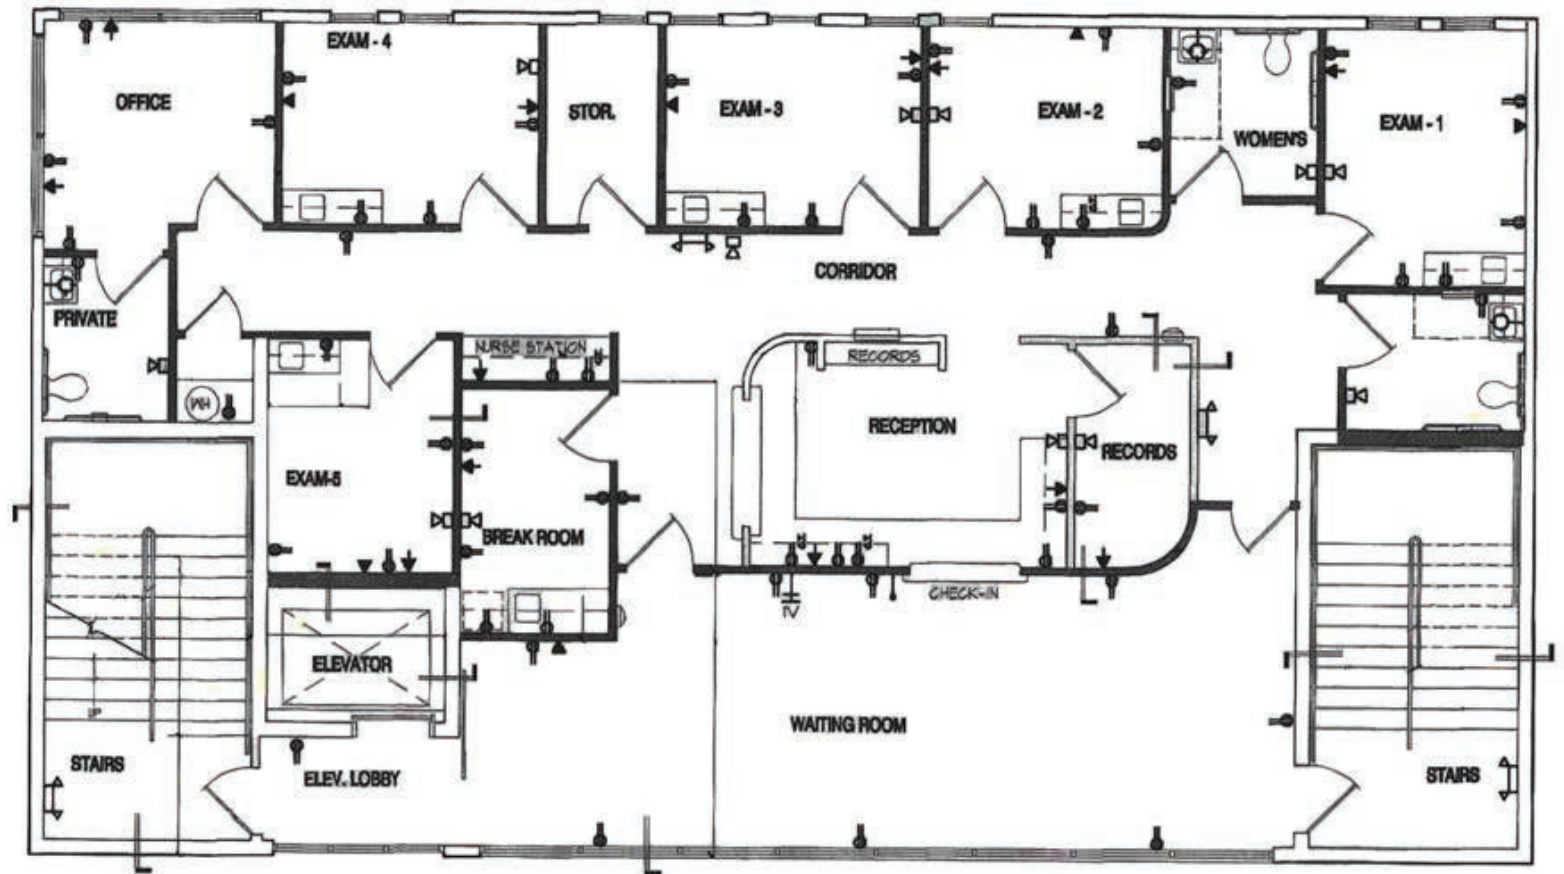 EXAM - 4
OFFICE
STOR.
EXAM - 3
EXAM - 2
WOMEN'S
EXAM - 1
CORRIDOR
PRIVATE
NURSE STATION
RECORDS
WH
RECEPTION
RECORDS
EXAM-5
BREAK ROOM
CHECK-IN
TV
ELEVATOR
UP
WAITING ROOM
STAIRS
ELEV. LOBBY
STAIRS